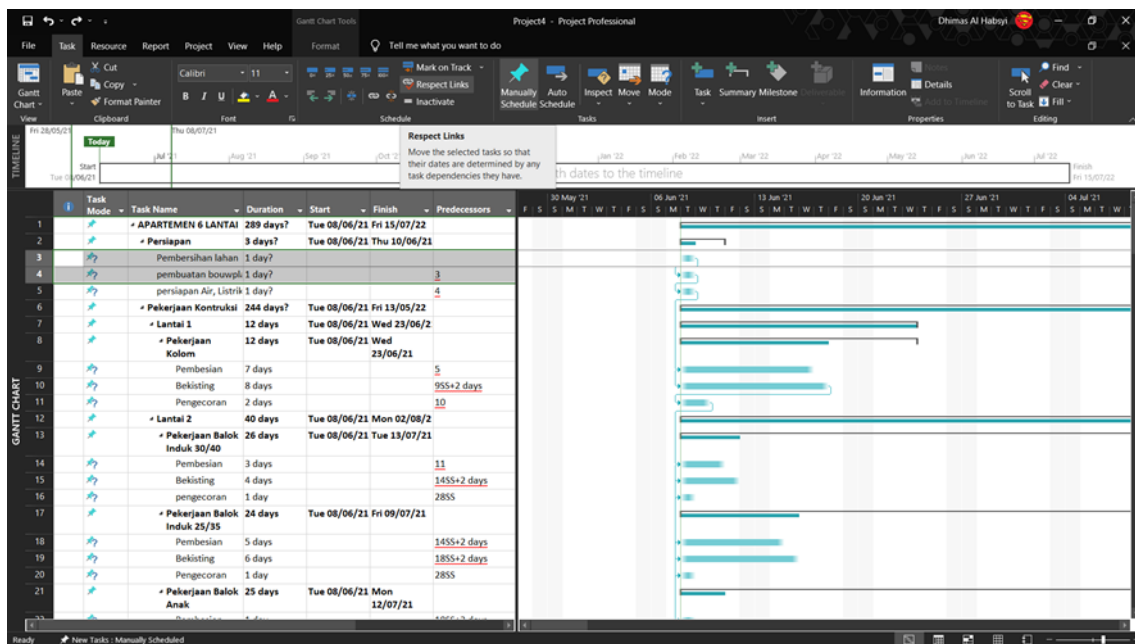 Gantt Chart Tools
Project4 - Project Professional
Dhimas Al Habsyi
File Task Resource Report Project View Help Format Tell me what you want to do
Gantt Chart
View
Paste
Cut
Copy
Format Painter
Clipboard
Calibri 11
B I U A
Font
Mark on Track
Respect Links
Inactivate
Schedule
Manually Schedule
Auto Schedule
Inspect Move Mode
Tasks
Task Summary Milestone Deliverable
Insert
Information
Notes
Details
Add to Timeline
Properties
Scroll to Task
Find
Clear
Fill
Editing
Respect Links
Move the selected tasks so that
their dates are determined by any
task dependencies they have.
TIMELINE
Fri 28/05/21
Thu 08/07/21
Today
Jul '21 Aug '21 Sep '21 Oct '21 Jan '22 Feb '22 Mar '22 Apr '22 May '22 Jun '22 Jul '22
Start
Tue 08/06/21
th dates to the timeline
Finish
Fri 15/07/22
GANTT CHART
Task Mode Task Name Duration Start Finish Predecessors
30 May '21 06 Jun '21 13 Jun '21 20 Jun '21 27 Jun '21 04 Jul '21
F S S M T W T F S S M T W T F S S M T W T F S S M T W T F S S M T W T F S S M T W
1 APARTEMEN 6 LANTAI 289 days? Tue 08/06/21 Fri 15/07/22
2 Persiapan 3 days? Tue 08/06/21 Thu 10/06/21
3 Pembersihan lahan 1 day?
4 pembuatan bouwpl 1 day? 3
5 persiapan Air, Listrik 1 day? 4
6 Pekerjaan Kontruksi 244 days? Tue 08/06/21 Fri 13/05/22
7 Lantai 1 12 days Tue 08/06/21 Wed 23/06/2
8 Pekerjaan Kolom 12 days Tue 08/06/21 Wed 23/06/21
9 Pembesian 7 days 5
10 Bekisting 8 days 9SS+2 days
11 Pengecoran 2 days 10
12 Lantai 2 40 days Tue 08/06/21 Mon 02/08/2
13 Pekerjaan Balok Induk 30/40 26 days Tue 08/06/21 Tue 13/07/21
14 Pembesian 3 days 11
15 Bekisting 4 days 14SS+2 days
16 pengecoran 1 day 28SS
17 Pekerjaan Balok Induk 25/35 24 days Tue 08/06/21 Fri 09/07/21
18 Pembesian 5 days 14SS+2 days
19 Bekisting 6 days 18SS+2 days
20 Pengecoran 1 day 28SS
21 Pekerjaan Balok Anak 25 days Tue 08/06/21 Mon 12/07/21
Ready New Tasks : Manually Scheduled